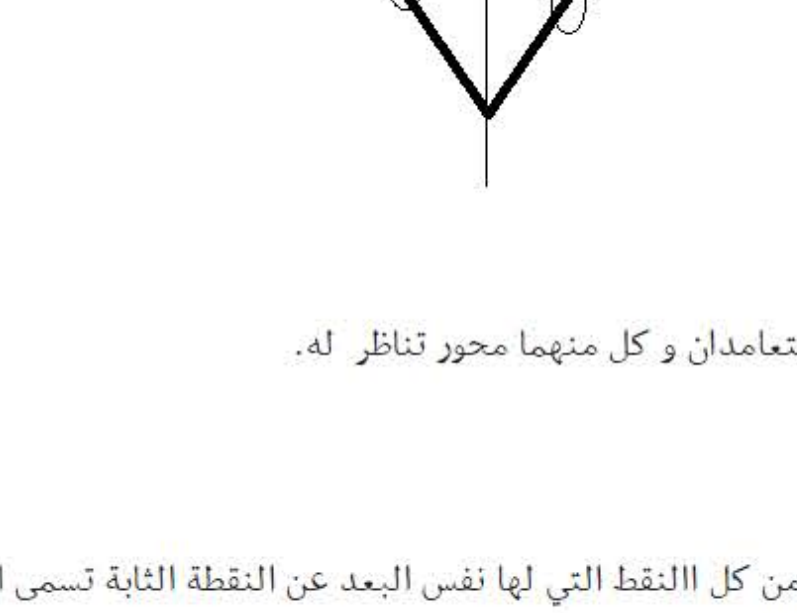 تعامدان و كل منهما محور تناظر له.
من كل االنقط التي لها نفس البعد عن النقطة الثابة تسمى